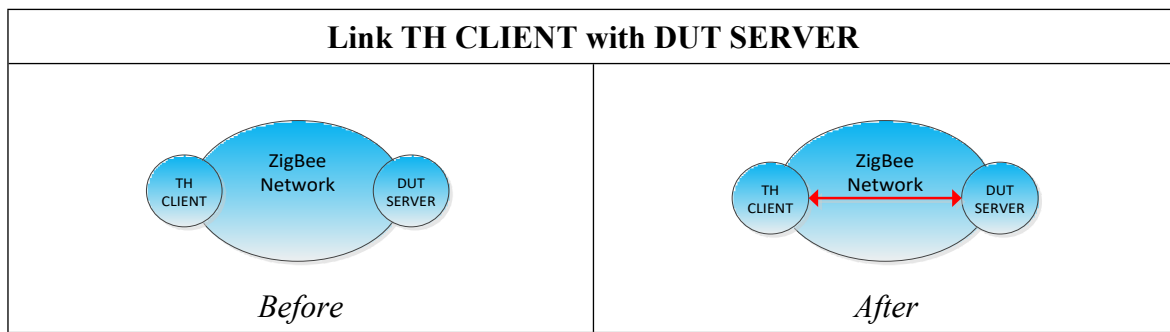 Link TH CLIENT with DUT SERVER
ZigBee
Network
TH
CLIENT
DUT
SERVER
Before
ZigBee
Network
TH
CLIENT
DUT
SERVER
After